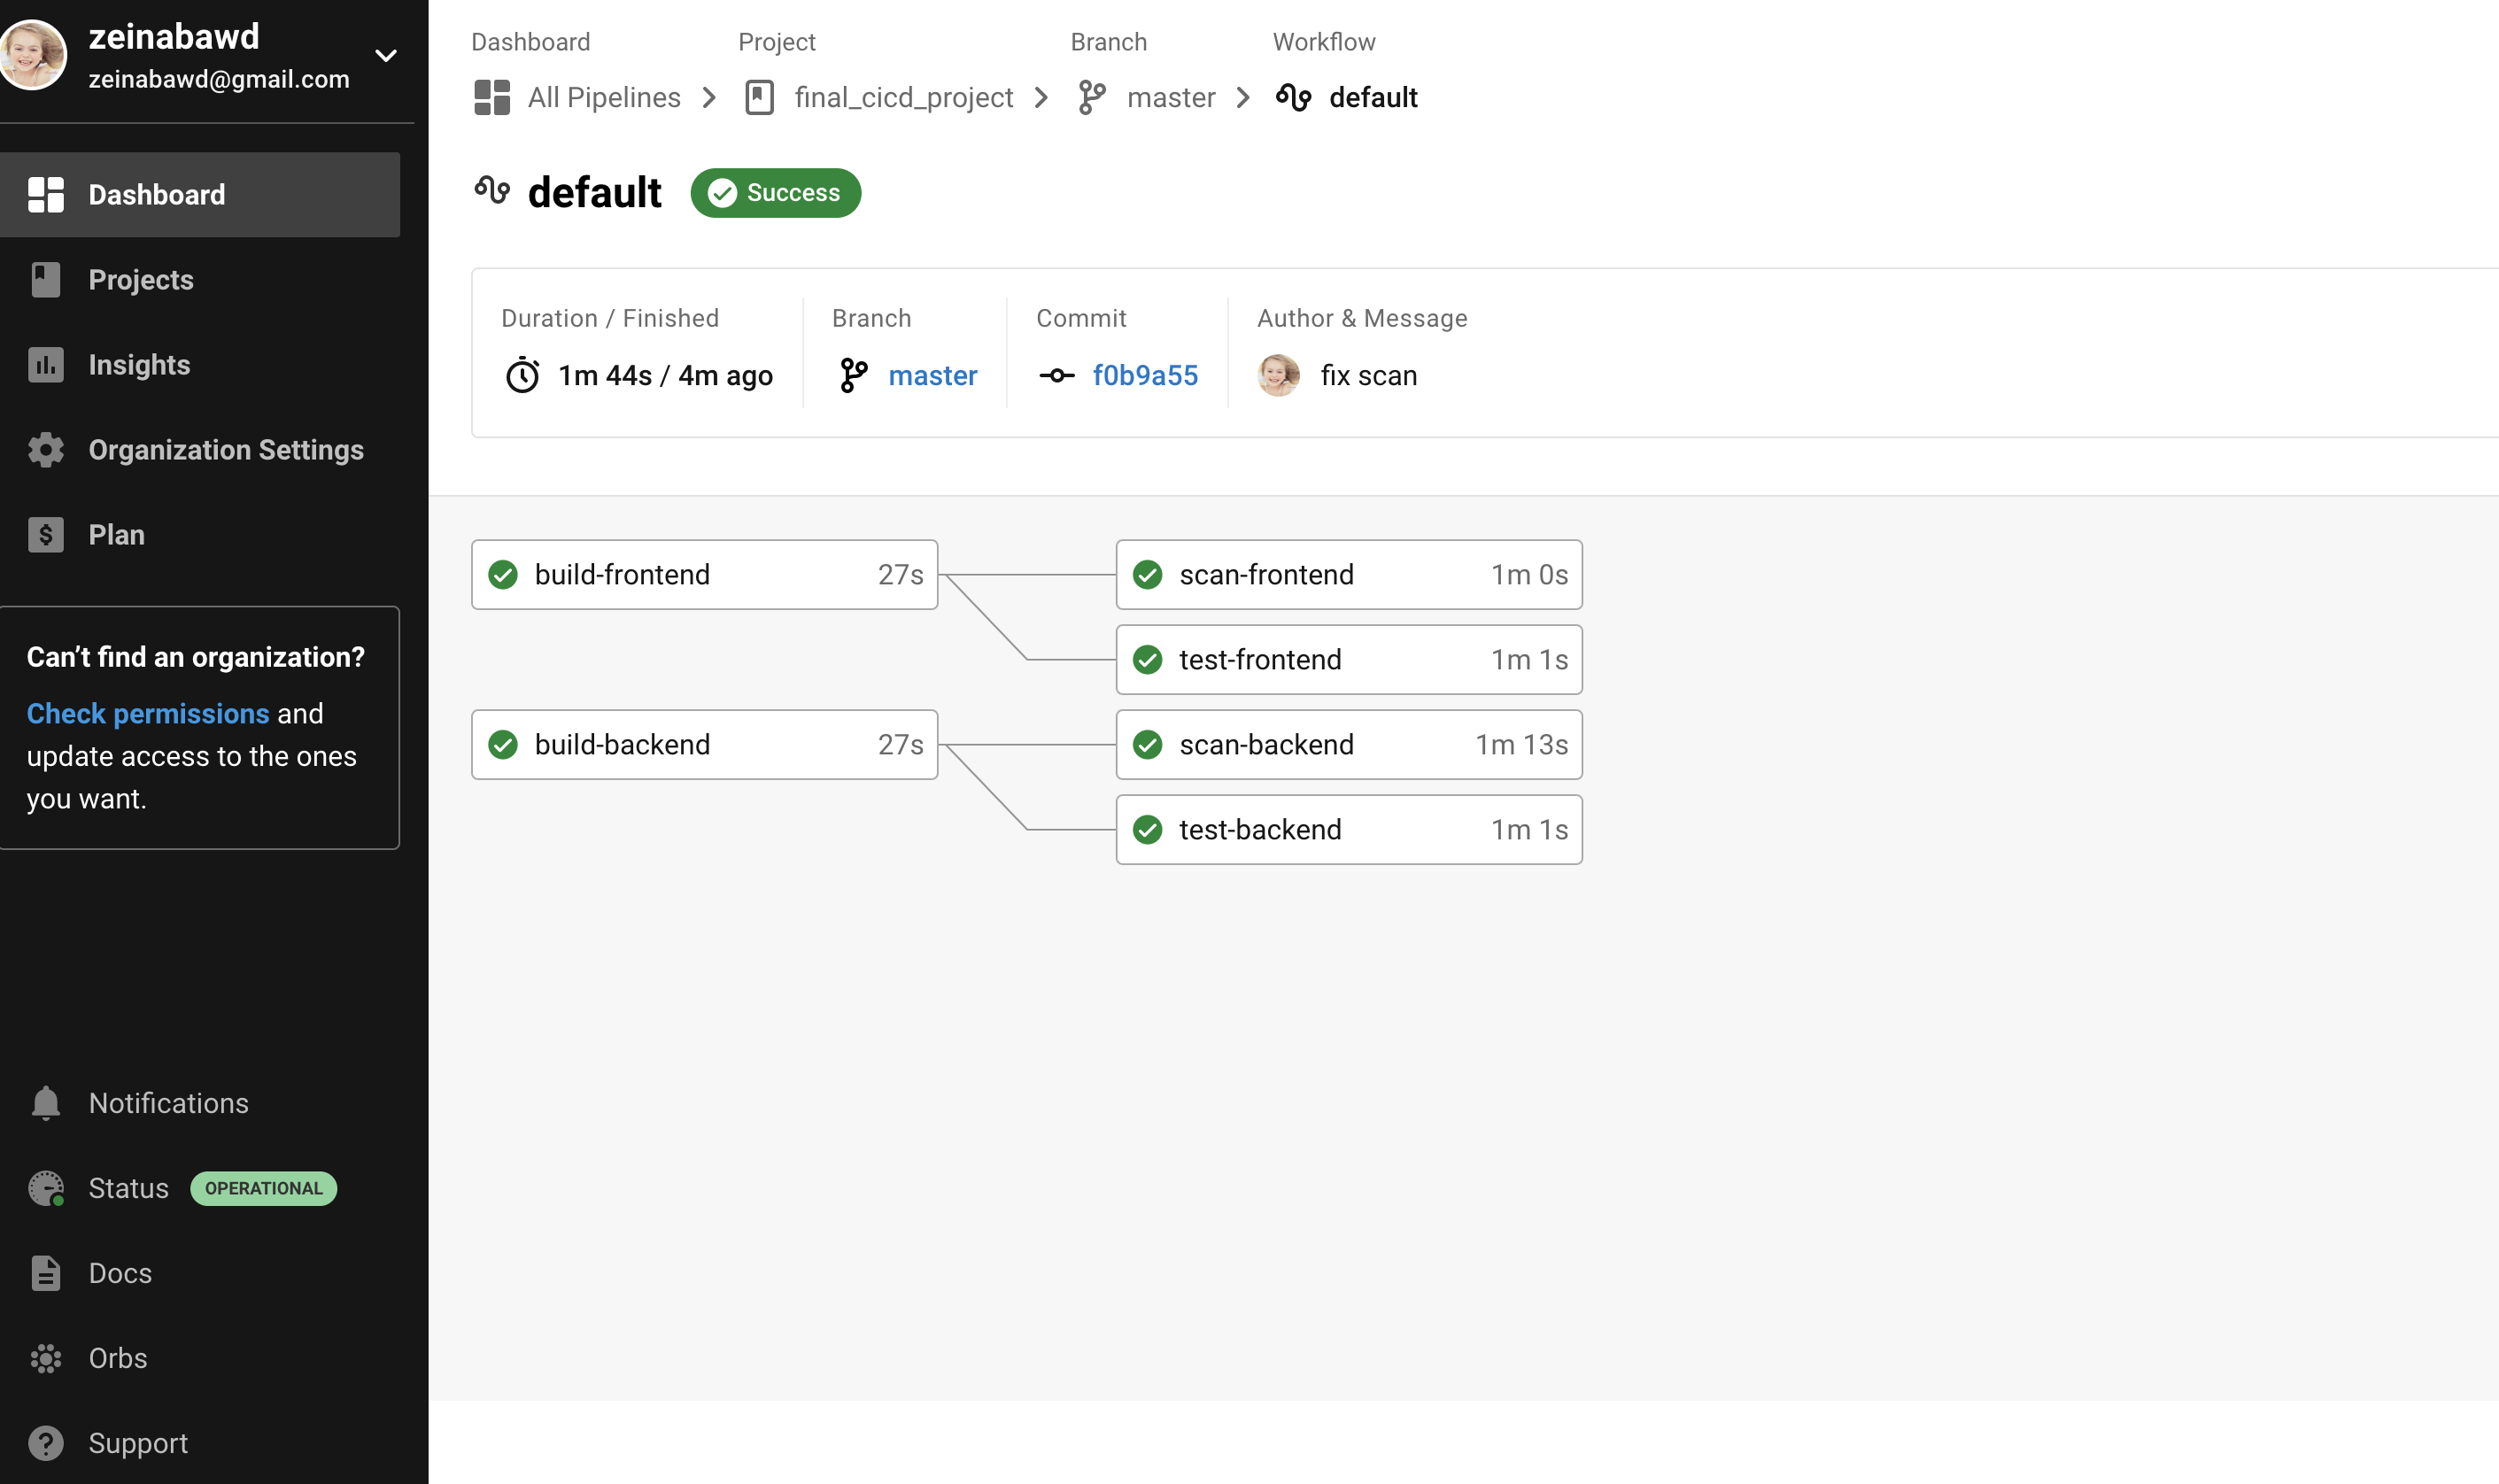 zeinabawd
zeinabawd@gmail.com
Dashboard
Projects
Insights
Organization Settings
$ Plan
Can’t find an organization?
Check permissions and
update access to the ones
you want.
Notifications
Status OPERATIONAL
Docs
Orbs
? Support
Dashboard Project Branch Workflow
All Pipelines final_cicd_project master default
default Success
Duration / Finished Branch Commit Author & Message
1m 44s / 4m ago master f0b9a55 fix scan
build-frontend 27s scan-frontend 1m 0s
test-frontend 1m 1s
build-backend 27s scan-backend 1m 13s
test-backend 1m 1s